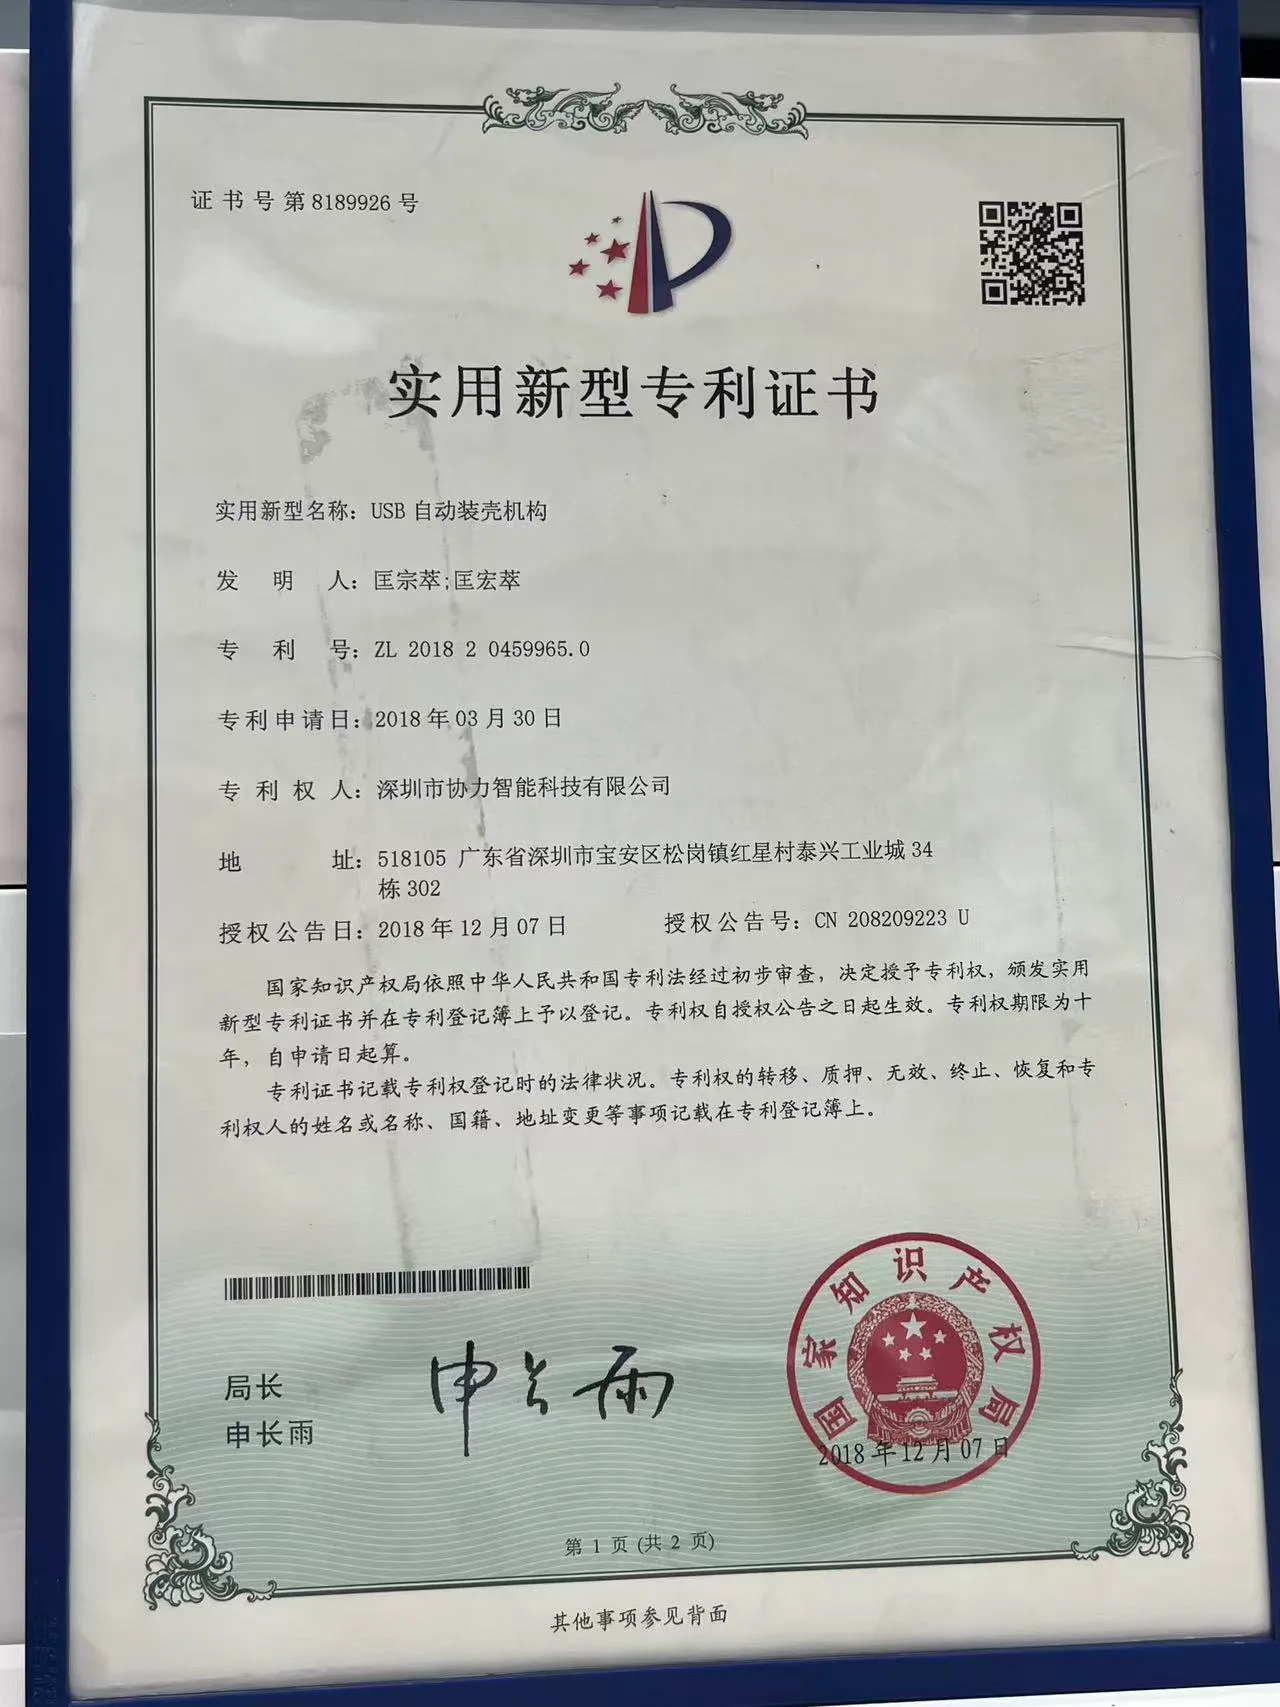 证书号第8189926号
实用新型专利证书
实用新型名称：USB自动装壳机构
发明人：匡宗萃;匡宏萃
专利号：ZL 2018 2 0459965.0
专利申请日：2018年03月30日
专利权人：深圳市协力智能科技有限公司
地址：518105 广东省深圳市宝安区松岗镇红星村泰兴工业城34
栋302
授权公告日：2018年12月07日 授权公告号：CN 208209223 U
国家知识产权局依照中华人民共和国专利法经过初步审查，决定授予专利权，颁发实用
新型专利证书并在专利登记簿上予以登记。专利权自授权公告之日起生效。专利权期限为十
年，自申请日起算。
专利证书记载专利权登记时的法律状况。专利权的转移、质押、无效、终止、恢复和专
利权人的姓名或名称、国籍、地址变更等事项记载在专利登记簿上。
局长
申长雨
申长雨
国家知识产权局
2018年12月07日
第 1 页 (共 2 页)
其他事项参见背面